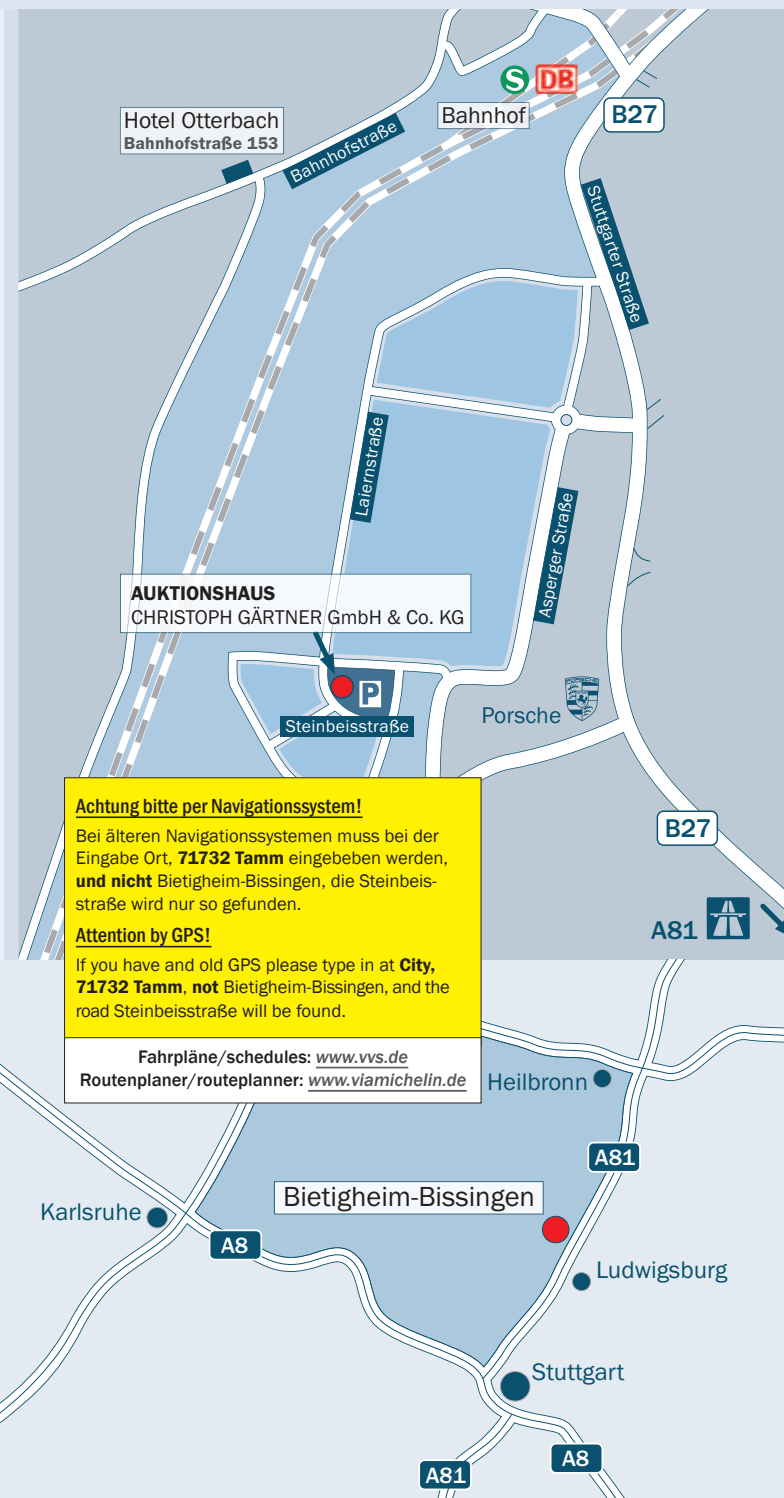 S DB
Bahnhof
B27
Hotel Otterbach
Bahnhofstraße 153
Bahnhofstraße
Stuttgarter Straße
Laiernstraße
Asperger Straße
AUKTIONSHAUS
CHRISTOPH GÄRTNER GmbH & Co. KG
P
Steinbeisstraße
Porsche
PORSCHE
Achtung bitte per Navigationssystem!
Bei älteren Navigationssystemen muss bei der
Eingabe Ort, 71732 Tamm eingebeben werden,
und nicht Bietigheim-Bissingen, die Steinbeis-
straße wird nur so gefunden.
Attention by GPS!
If you have and old GPS please type in at City,
71732 Tamm, not Bietigheim-Bissingen, and the
road Steinbeisstraße will be found.
Fahrpläne/schedules: www.vvs.de
Routenplaner/routeplanner: www.viamichelin.de
B27
A81
Heilbronn
A81
Bietigheim-Bissingen
Karlsruhe
A8
Ludwigsburg
Stuttgart
A8
A81